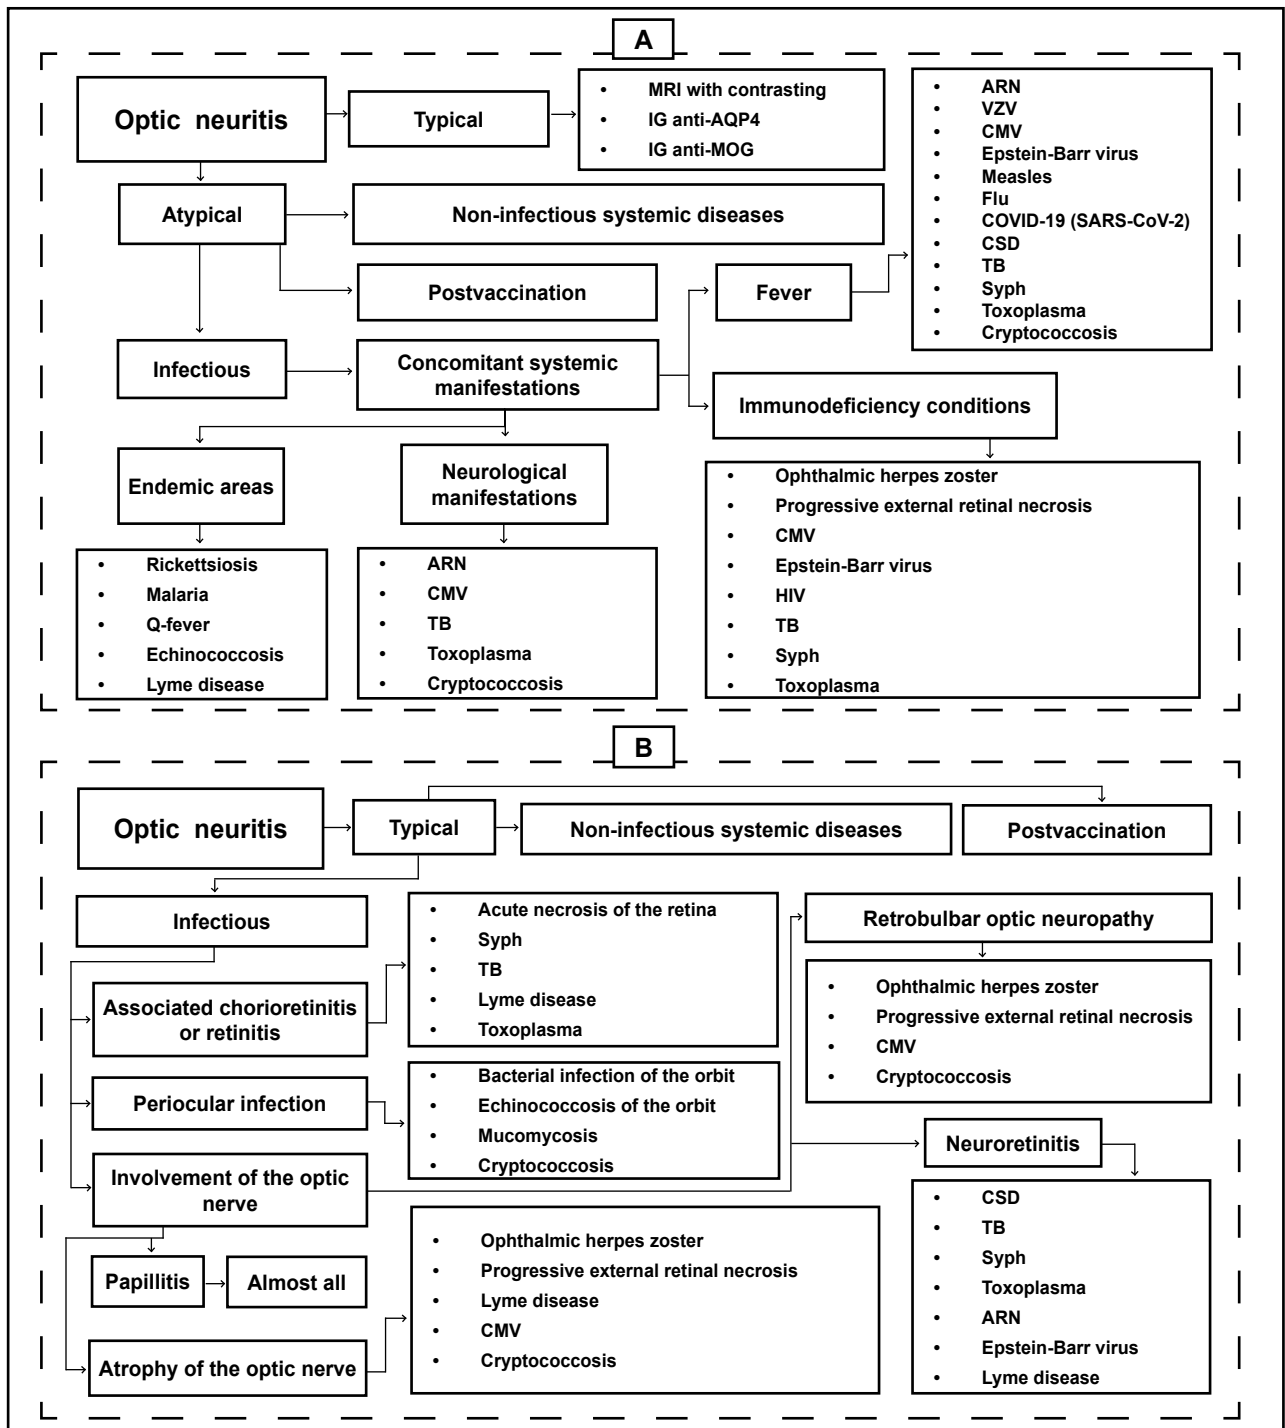 A
Optic neuritis
Typical
• MRI with contrasting
• IG anti-AQP4
• IG anti-MOG
Atypical
Non-infectious systemic diseases
Postvaccination
Infectious
Concomitant systemic
manifestations
Fever
• ARN
• VZV
• CMV
• Epstein-Barr virus
• Measles
• Flu
• COVID-19 (SARS-CoV-2)
• CSD
• TB
• Syph
• Toxoplasma
• Cryptococcosis
Immunodeficiency conditions
• Ophthalmic herpes zoster
• Progressive external retinal necrosis
• CMV
• Epstein-Barr virus
• HIV
• TB
• Syph
• Toxoplasma
Endemic areas
• Rickettsiosis
• Malaria
• Q-fever
• Echinococcosis
• Lyme disease
Neurological
manifestations
• ARN
• CMV
• TB
• Toxoplasma
• Cryptococcosis
B
Optic neuritis
Typical
Non-infectious systemic diseases
Postvaccination
Infectious
Associated chorioretinitis
or retinitis
• Acute necrosis of the retina
• Syph
• TB
• Lyme disease
• Toxoplasma
Periocular infection
• Bacterial infection of the orbit
• Echinococcosis of the orbit
• Mucomycosis
• Cryptococcosis
Involvement of the optic
nerve
Retrobulbar optic neuropathy
• Ophthalmic herpes zoster
• Progressive external retinal necrosis
• CMV
• Cryptococcosis
Neuroretinitis
• CSD
• TB
• Syph
• Toxoplasma
• ARN
• Epstein-Barr virus
• Lyme disease
Papillitis
Almost all
Atrophy of the optic nerve
• Ophthalmic herpes zoster
• Progressive external retinal necrosis
• Lyme disease
• CMV
• Cryptococcosis